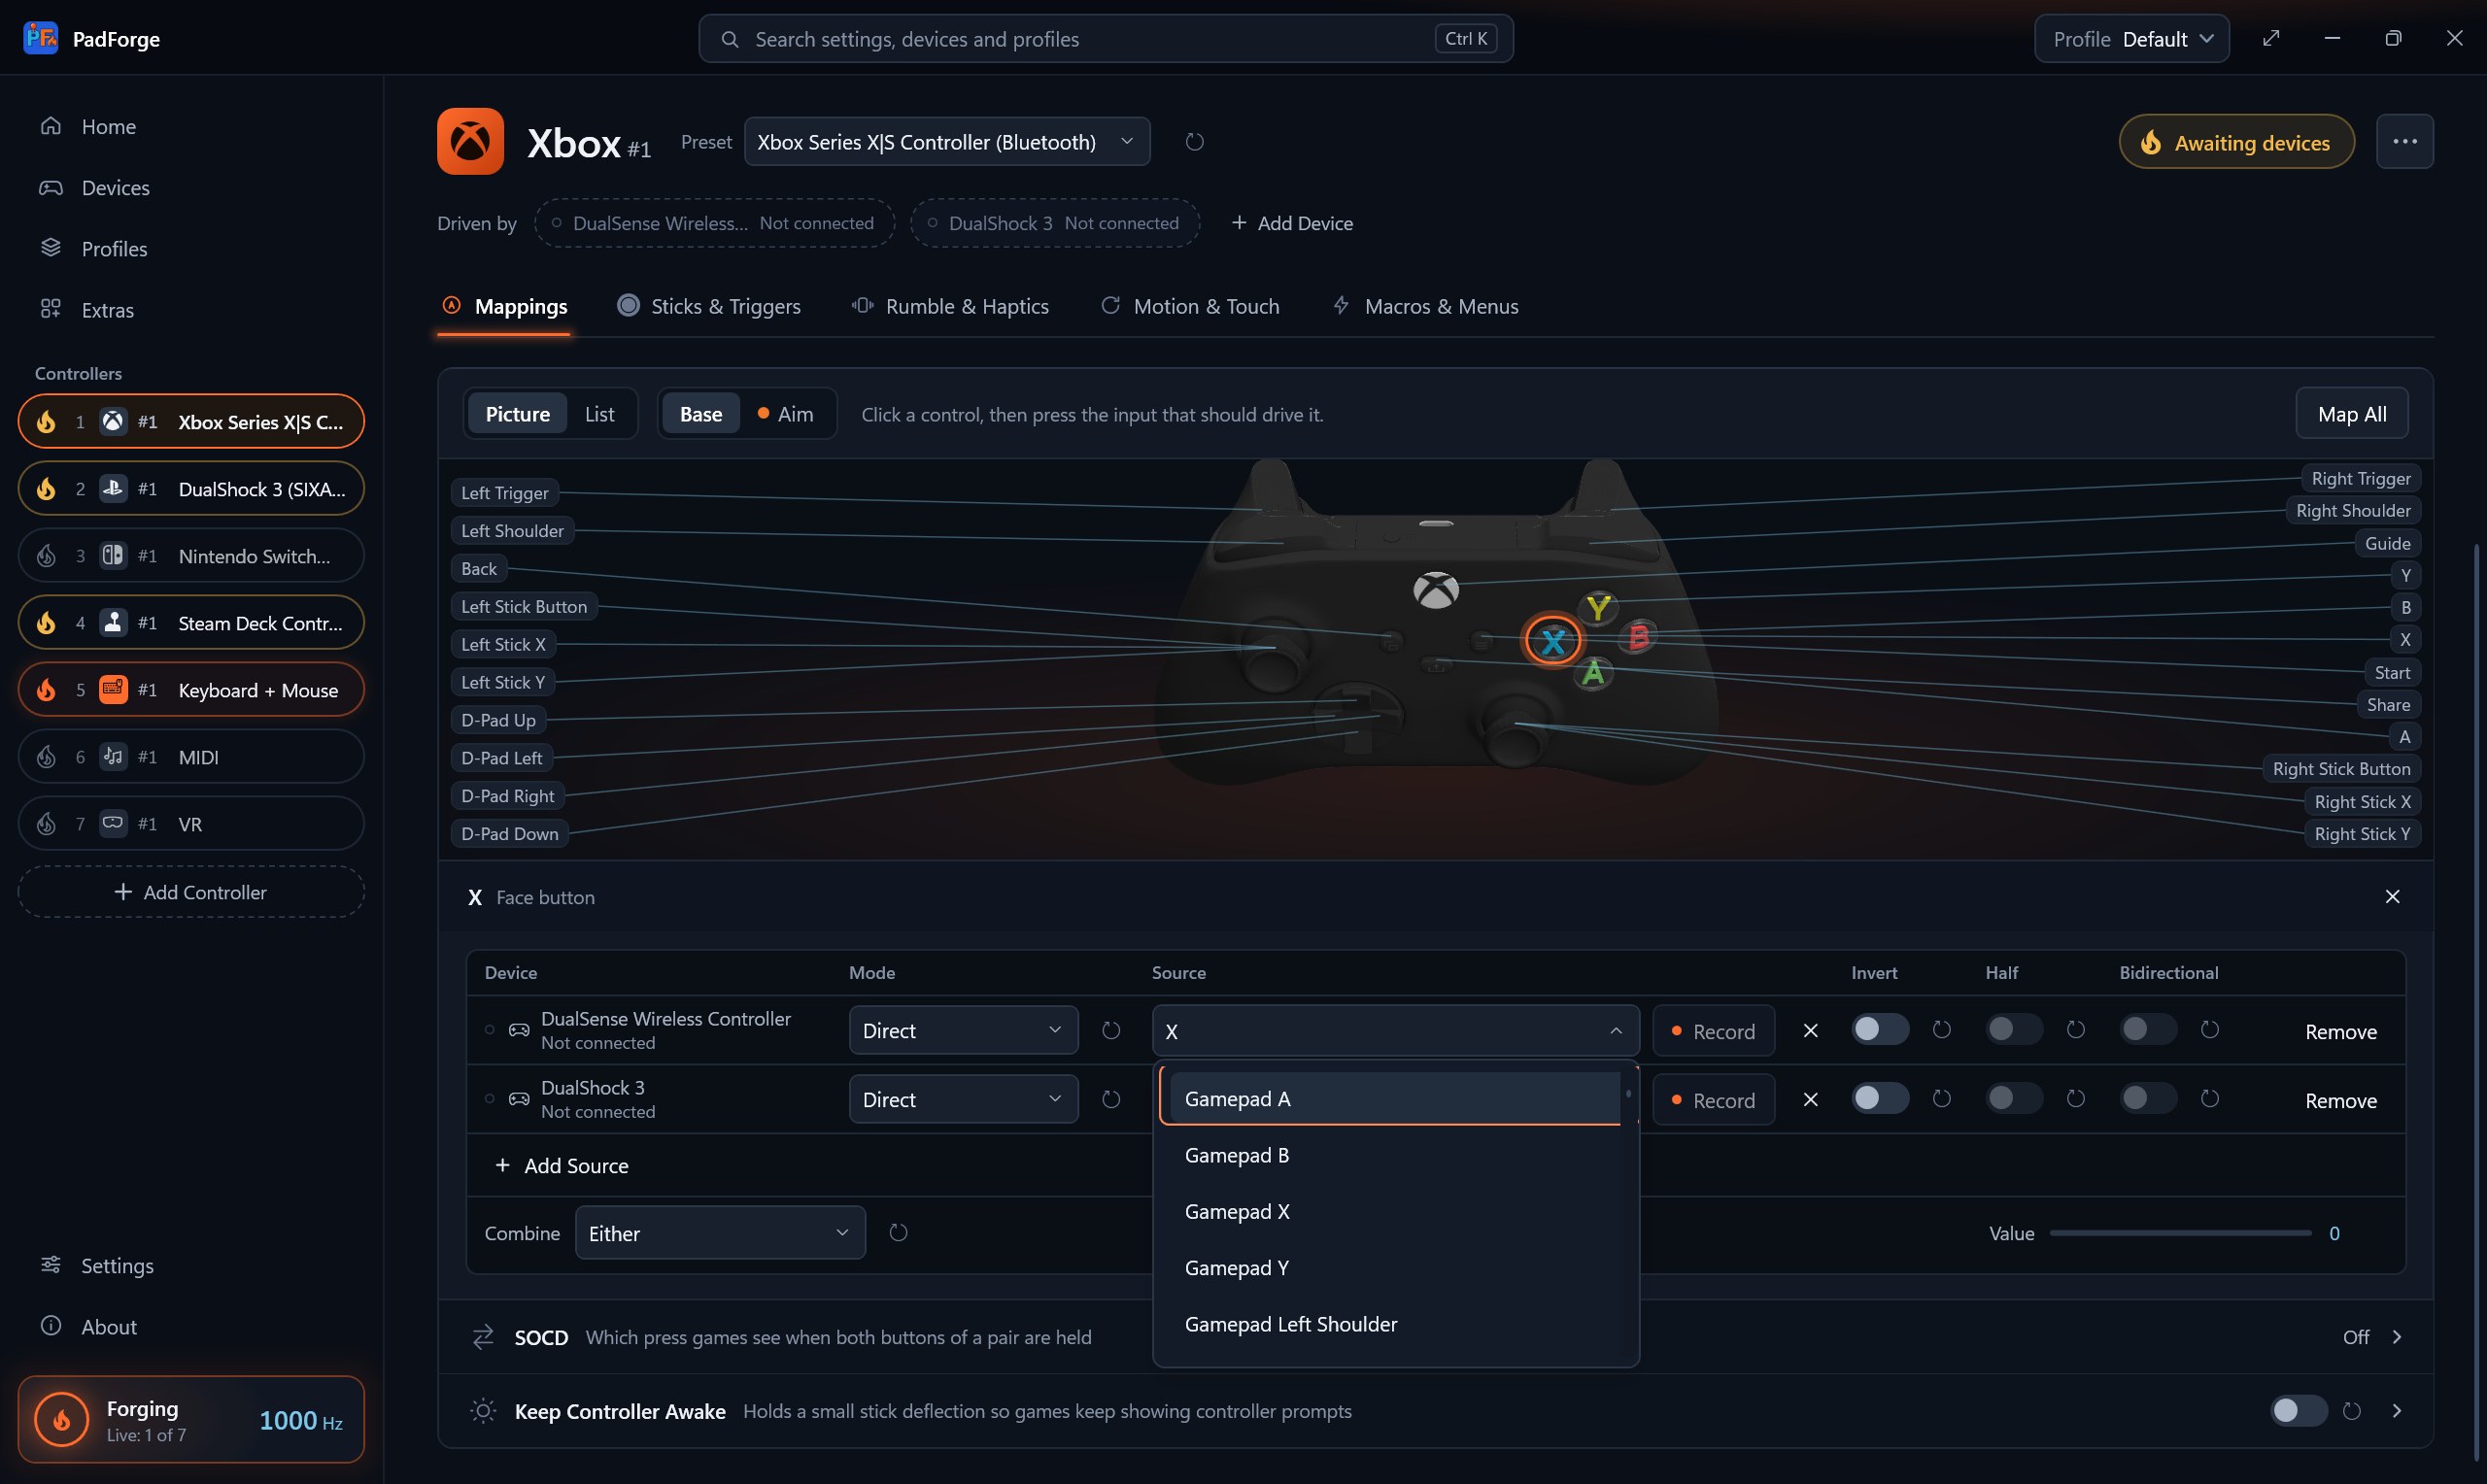 PadForge
Search settings, devices and profiles
Ctrl K
Profile Default
Home
Devices
Profiles
Extras
Controllers
1 #1 Xbox Series X|S C...
2 #1 DualShock 3 (SIXA...
3 #1 Nintendo Switch...
4 #1 Steam Deck Contr...
5 #1 Keyboard + Mouse
6 #1 MIDI
7 #1 VR
+ Add Controller
Settings
About
Forging
Live: 1 of 7
1000 Hz
Xbox #1
Preset
Xbox Series X|S Controller (Bluetooth)
Awaiting devices
Driven by
DualSense Wireless... Not connected
DualShock 3 Not connected
+ Add Device
Mappings
Sticks & Triggers
Rumble & Haptics
Motion & Touch
Macros & Menus
Picture
List
Base
Aim
Click a control, then press the input that should drive it.
Map All
Left Trigger
Left Shoulder
Back
Left Stick Button
Left Stick X
Left Stick Y
D-Pad Up
D-Pad Left
D-Pad Right
D-Pad Down
Y
X
B
A
Right Trigger
Right Shoulder
Guide
Y
B
X
Start
Share
A
Right Stick Button
Right Stick X
Right Stick Y
X Face button
Device Mode Source Invert Half Bidirectional
DualSense Wireless Controller
Not connected
Direct
X
Record
Remove
DualShock 3
Not connected
Direct
Record
Remove
Gamepad A
Gamepad B
Gamepad X
Gamepad Y
Gamepad Left Shoulder
+ Add Source
Combine
Either
Value
0
SOCD Which press games see when both buttons of a pair are held
Off
Keep Controller Awake Holds a small stick deflection so games keep showing controller prompts